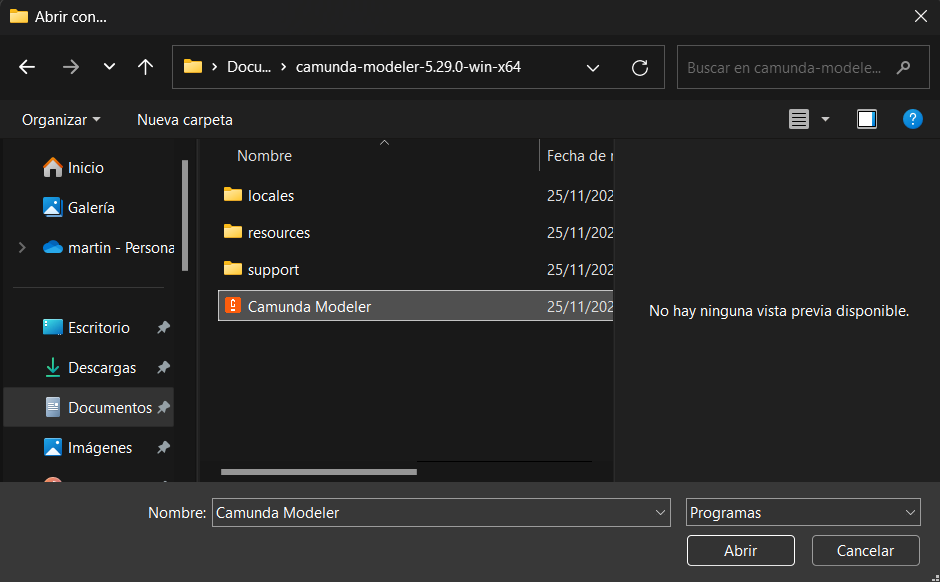 Abrir con...
Docu... > camunda-modeler-5.29.0-win-x64
Buscar en camunda-modele...
Organizar
Nueva carpeta
Inicio
Galería
martin - Persona
Escritorio
Descargas
Documentos
Imágenes
Nombre
Fecha de r
locales
25/11/202
resources
25/11/202
support
25/11/202
Camunda Modeler
25/11/202
No hay ninguna vista previa disponible.
Nombre:
Camunda Modeler
Programas
Abrir
Cancelar